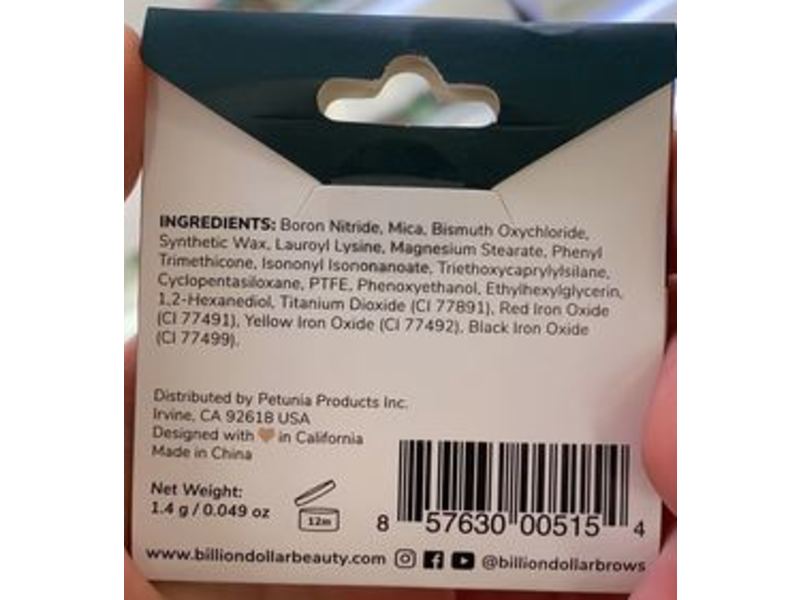 INGREDIENTS: Boron Nitride, Mica, Bismuth Oxychloride,
Synthetic Wax, Lauroyl Lysine, Magnesium Stearate, Phenyl
Trimethicone, Isononyl Isononanoate, Triethoxycaprylylsilane,
Cyclopentasiloxane, PTFE, Phenoxyethanol, Ethylhexylglycerin,
1,2-Hexanediol, Titanium Dioxide (CI 77891), Red Iron Oxide
(CI 77491), Yellow Iron Oxide (CI 77492), Black Iron Oxide
(CI 77499).
Distributed by Petunia Products Inc.
Irvine, CA 92618 USA
Designed with 🤎 in California
Made in China
Net Weight:
1.4 g / 0.049 oz
12m
8 57630 00515 4
www.billiondollarbeauty.com @billiondollarbrows